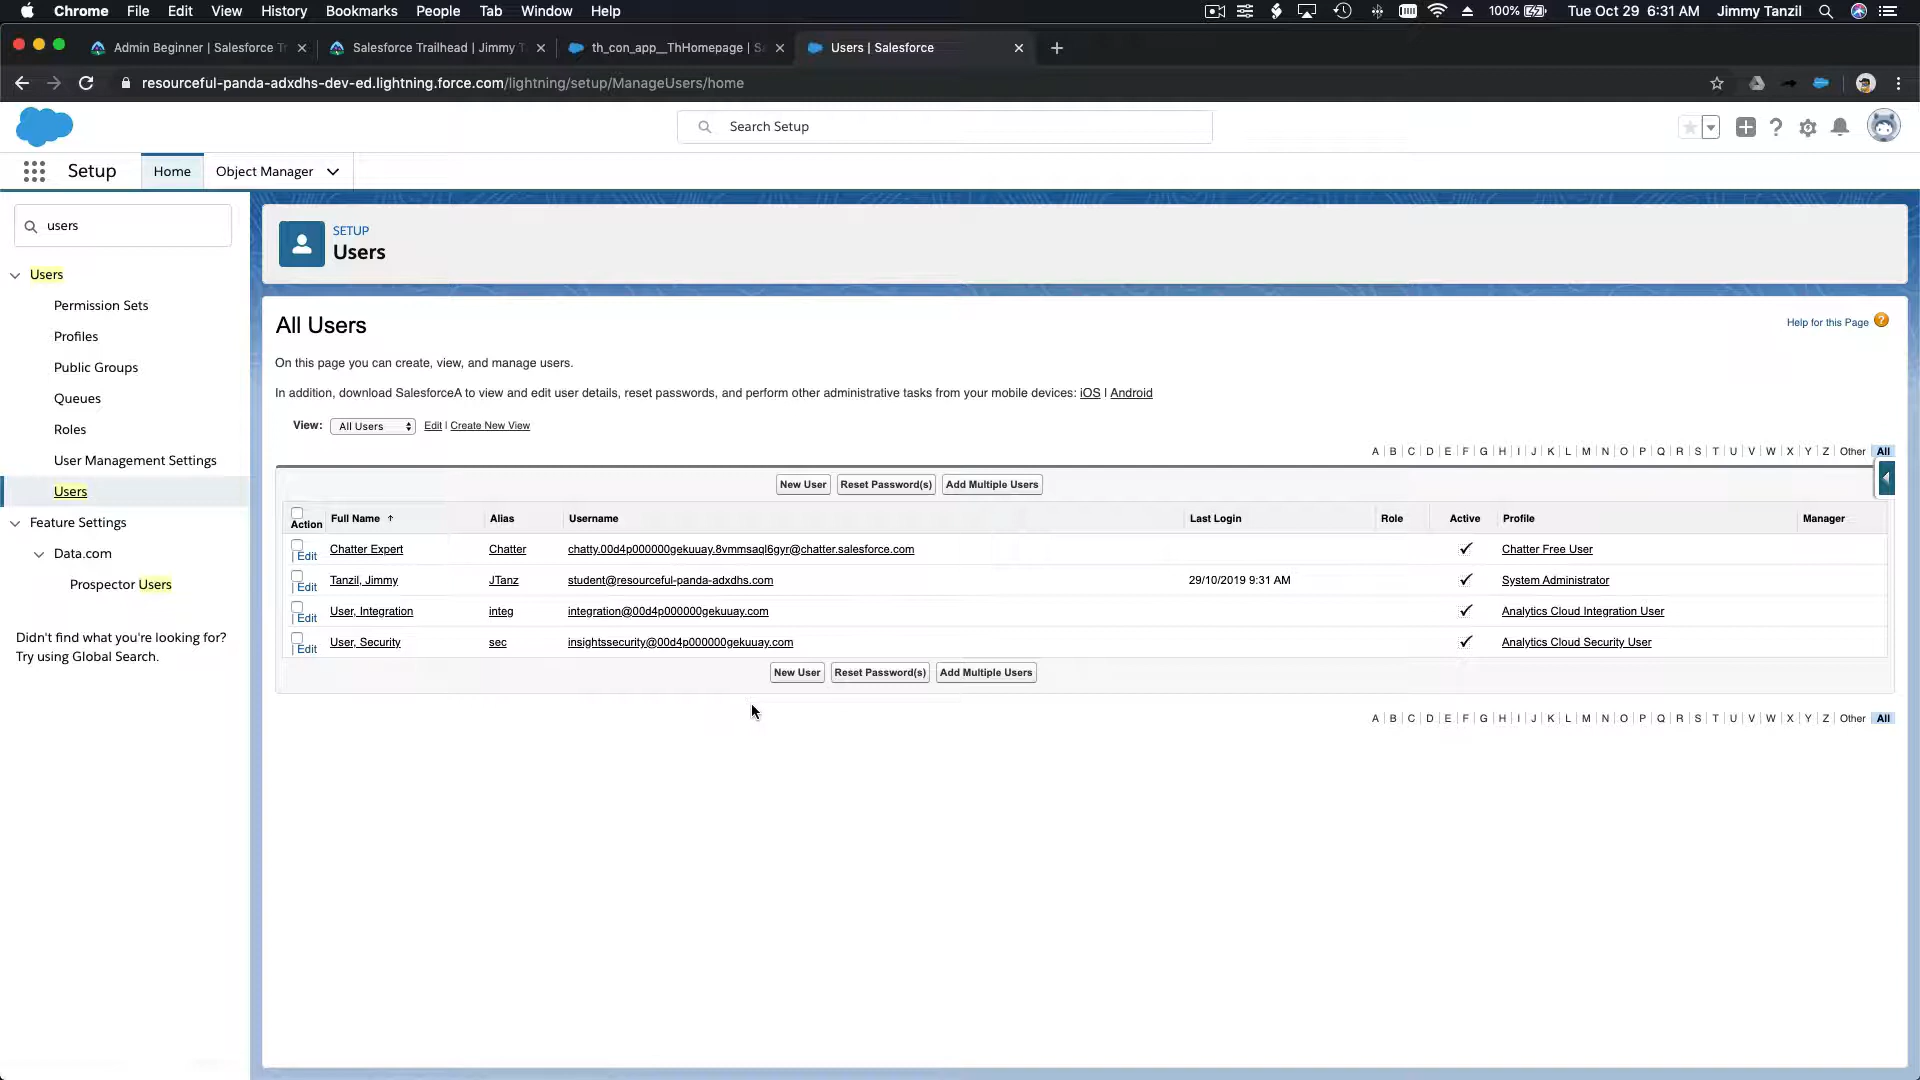 Chrome File Edit View History Bookmarks People Tab Window Help 100% Tue Oct 29 6:31 AM Jimmy Tanzil
Admin Beginner | Salesforce Tr Salesforce Trailhead | Jimmy T th_con_app__ThHomepage | Sa Users | Salesforce
resourceful-panda-adxdhs-dev-ed.lightning.force.com/lightning/setup/ManageUsers/home
Search Setup
Setup Home Object Manager
users
Users
Permission Sets
Profiles
Public Groups
Queues
Roles
User Management Settings
Users
Feature Settings
Data.com
Prospector Users
Didn't find what you're looking for?
Try using Global Search.
SETUP
Users
All Users
Help for this Page ?
On this page you can create, view, and manage users.
In addition, download SalesforceA to view and edit user details, reset passwords, and perform other administrative tasks from your mobile devices: iOS | Android
View: All Users Edit | Create New View
A | B | C | D | E | F | G | H | I | J | K | L | M | N | O | P | Q | R | S | T | U | V | W | X | Y | Z | Other | All
New User Reset Password(s) Add Multiple Users
Action Full Name ↑ Alias Username Last Login Role Active Profile Manager
| Edit Chatter Expert Chatter chatty.00d4p000000gekuuay.8vmmsaql6gyr@chatter.salesforce.com ✓ Chatter Free User
| Edit Tanzil, Jimmy JTanz student@resourceful-panda-adxdhs.com 29/10/2019 9:31 AM ✓ System Administrator
| Edit User, Integration integ integration@00d4p000000gekuuay.com ✓ Analytics Cloud Integration User
| Edit User, Security sec insightssecurity@00d4p000000gekuuay.com ✓ Analytics Cloud Security User
New User Reset Password(s) Add Multiple Users
A | B | C | D | E | F | G | H | I | J | K | L | M | N | O | P | Q | R | S | T | U | V | W | X | Y | Z | Other | All